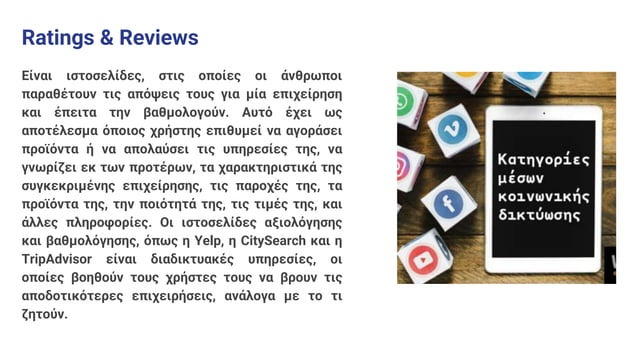 Ratings & Reviews
Είναι ιστοσελίδες, στις οποίες οι άνθρωποι
παραθέτουν τις απόψεις τους για μία επιχείρηση
και έπειτα την βαθμολογούν. Αυτό έχει ως
αποτέλεσμα όποιος χρήστης επιθυμεί να αγοράσει
προϊόντα ή να απολαύσει τις υπηρεσίες της, να
γνωρίζει εκ των προτέρων, τα χαρακτηριστικά της
συγκεκριμένης επιχείρησης, τις παροχές της, τα
προϊόντα της, την ποιότητά της, τις τιμές της, και
άλλες πληροφορίες. Οι ιστοσελίδες αξιολόγησης
και βαθμολόγησης, όπως η Yelp, η CitySearch και η
TripAdvisor είναι διαδικτυακές υπηρεσίες, οι
οποίες βοηθούν τους χρήστες τους να βρουν τις
αποδοτικότερες επιχειρήσεις, ανάλογα με το τι
ζητούν.
Κατηγορίες
μέσων
κοινωνικής
δικτύωσης